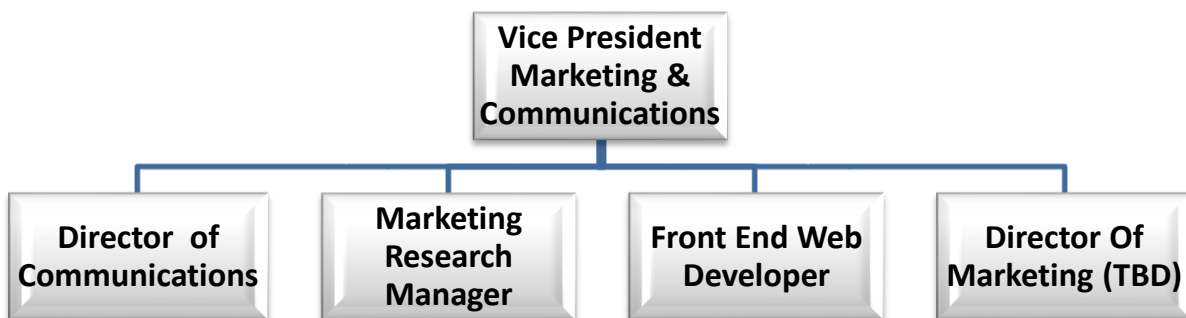 Vice President
Marketing &
Communications
Director  of
Communications
Marketing
Research
Manager
Front End Web
Developer
Director Of
Marketing (TBD)